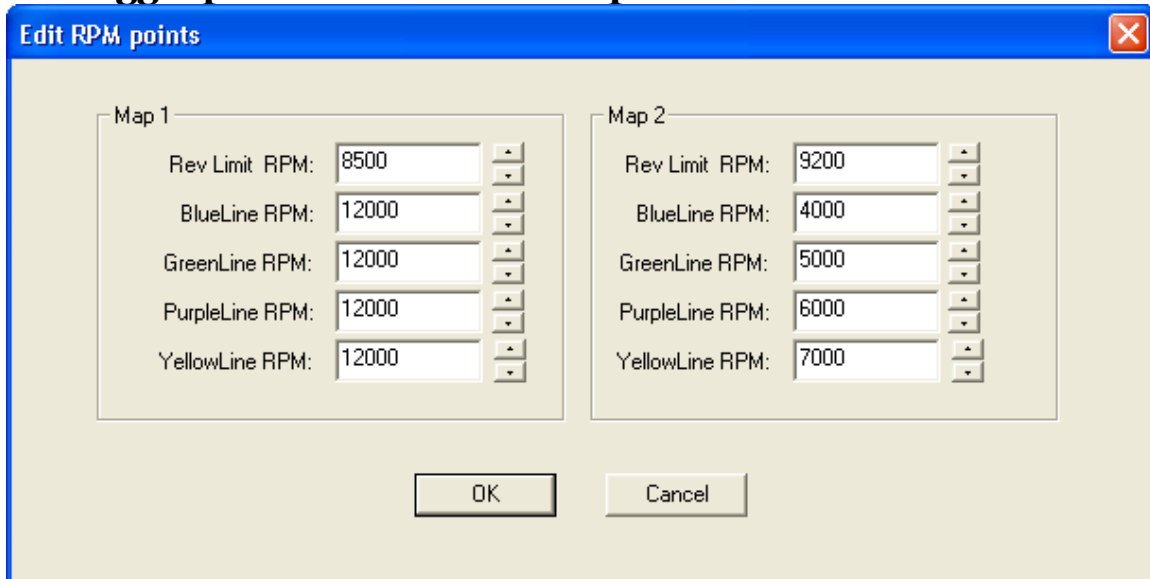 Edit RPM points
Map 1
Rev Limit RPM: 8500
BlueLine RPM: 12000
GreenLine RPM: 12000
PurpleLine RPM: 12000
YellowLine RPM: 12000
Map 2
Rev Limit RPM: 9200
BlueLine RPM: 4000
GreenLine RPM: 5000
PurpleLine RPM: 6000
YellowLine RPM: 7000
OK Cancel